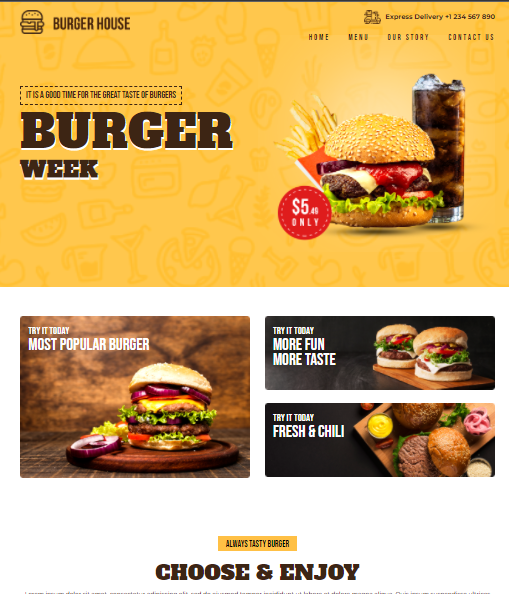 BURGER HOUSE
Express Delivery +1 234 567 890
HOME MENU OUR STORY CONTACT US
IT IS A GOOD TIME FOR THE GREAT TASTE OF BURGERS
BURGER
WEEK
$5.49
ONLY
TRY IT TODAY
MOST POPULAR BURGER
TRY IT TODAY
MORE FUN
MORE TASTE
TRY IT TODAY
FRESH & CHILI
ALWAYS TASTY BURGER
CHOOSE & ENJOY